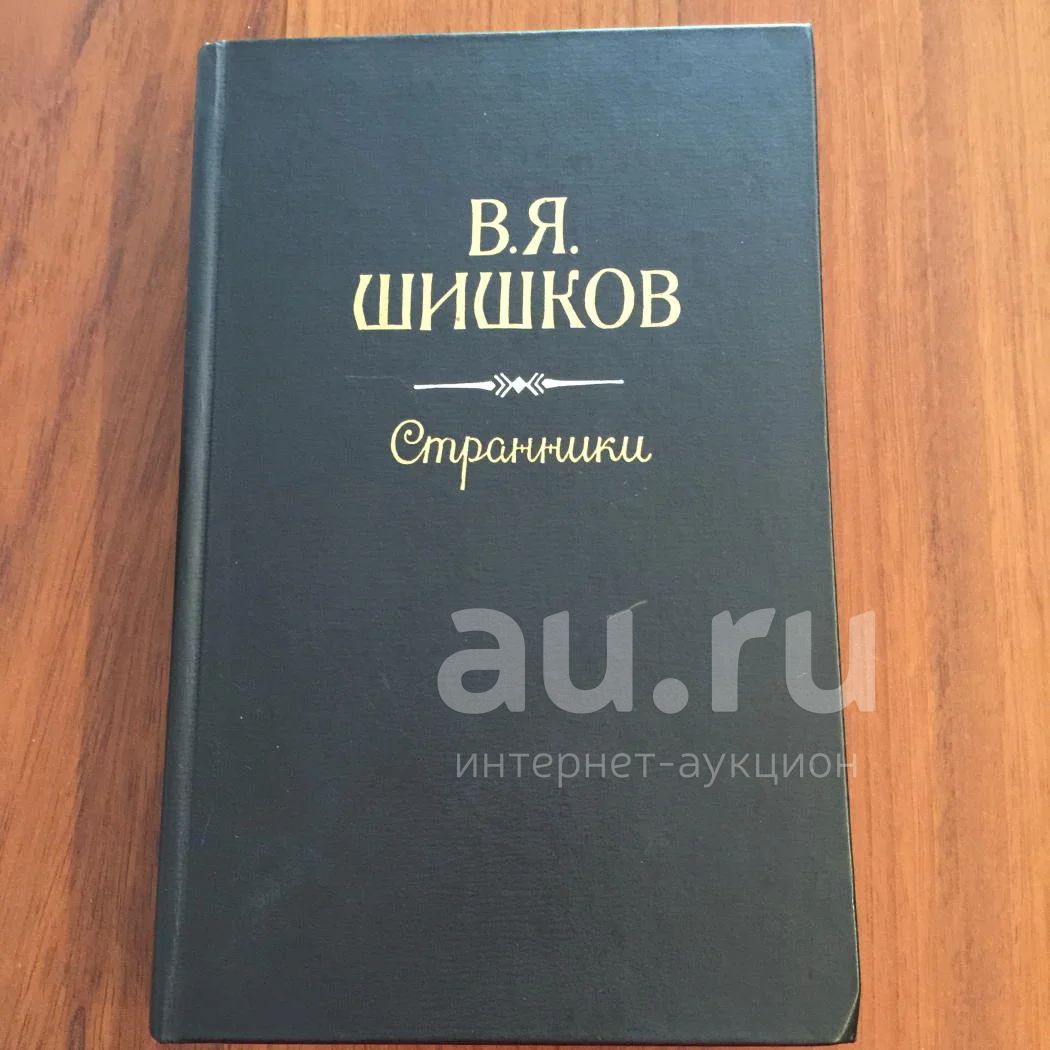 В.Я.
ШИШКОВ
Странники
au.ru
интернет-аукцион